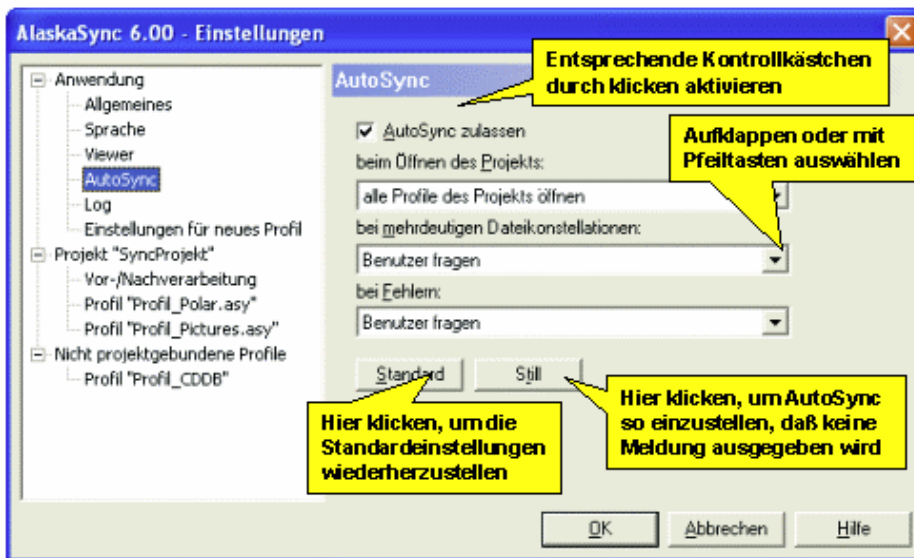 AlaskaSync 6.00 - Einstellungen
Anwendung
Allgemeines
Sprache
Viewer
AutoSync
Log
Einstellungen für neues Profil
Projekt "SyncProjekt"
Vor-/Nachverarbeitung
Profil "Profil_Polar.asy"
Profil "Profil_Pictures.asy"
Nicht projektgebundene Profile
Profil "Profil_CDDB"
AutoSync
Entsprechende Kontrollkästchen
durch klicken aktivieren
AutoSync zulassen
Aufklappen oder mit
Pfeiltasten auswählen
beim Öffnen des Projekts:
alle Profile des Projekts öffnen
bei mehrdeutigen Dateikonstellationen:
Benutzer fragen
bei Fehlern:
Benutzer fragen
Standard
Still
Hier klicken, um die
Standardeinstellungen
wiederherzustellen
Hier klicken, um AutoSync
so einzustellen, daß keine
Meldung ausgegeben wird
OK
Abbrechen
Hilfe